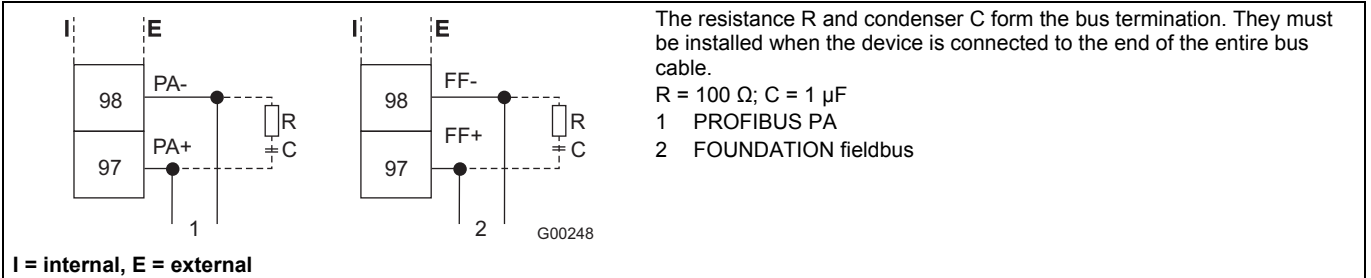 I E
98 PA-
97 PA+
R
C
1
I E
98 FF-
97 FF+
R
C
2
G00248
I = internal, E = external
The resistance R and condenser C form the bus termination. They must
be installed when the device is connected to the end of the entire bus
cable.
R = 100 Ω; C = 1 µF
1 PROFIBUS PA
2 FOUNDATION fieldbus